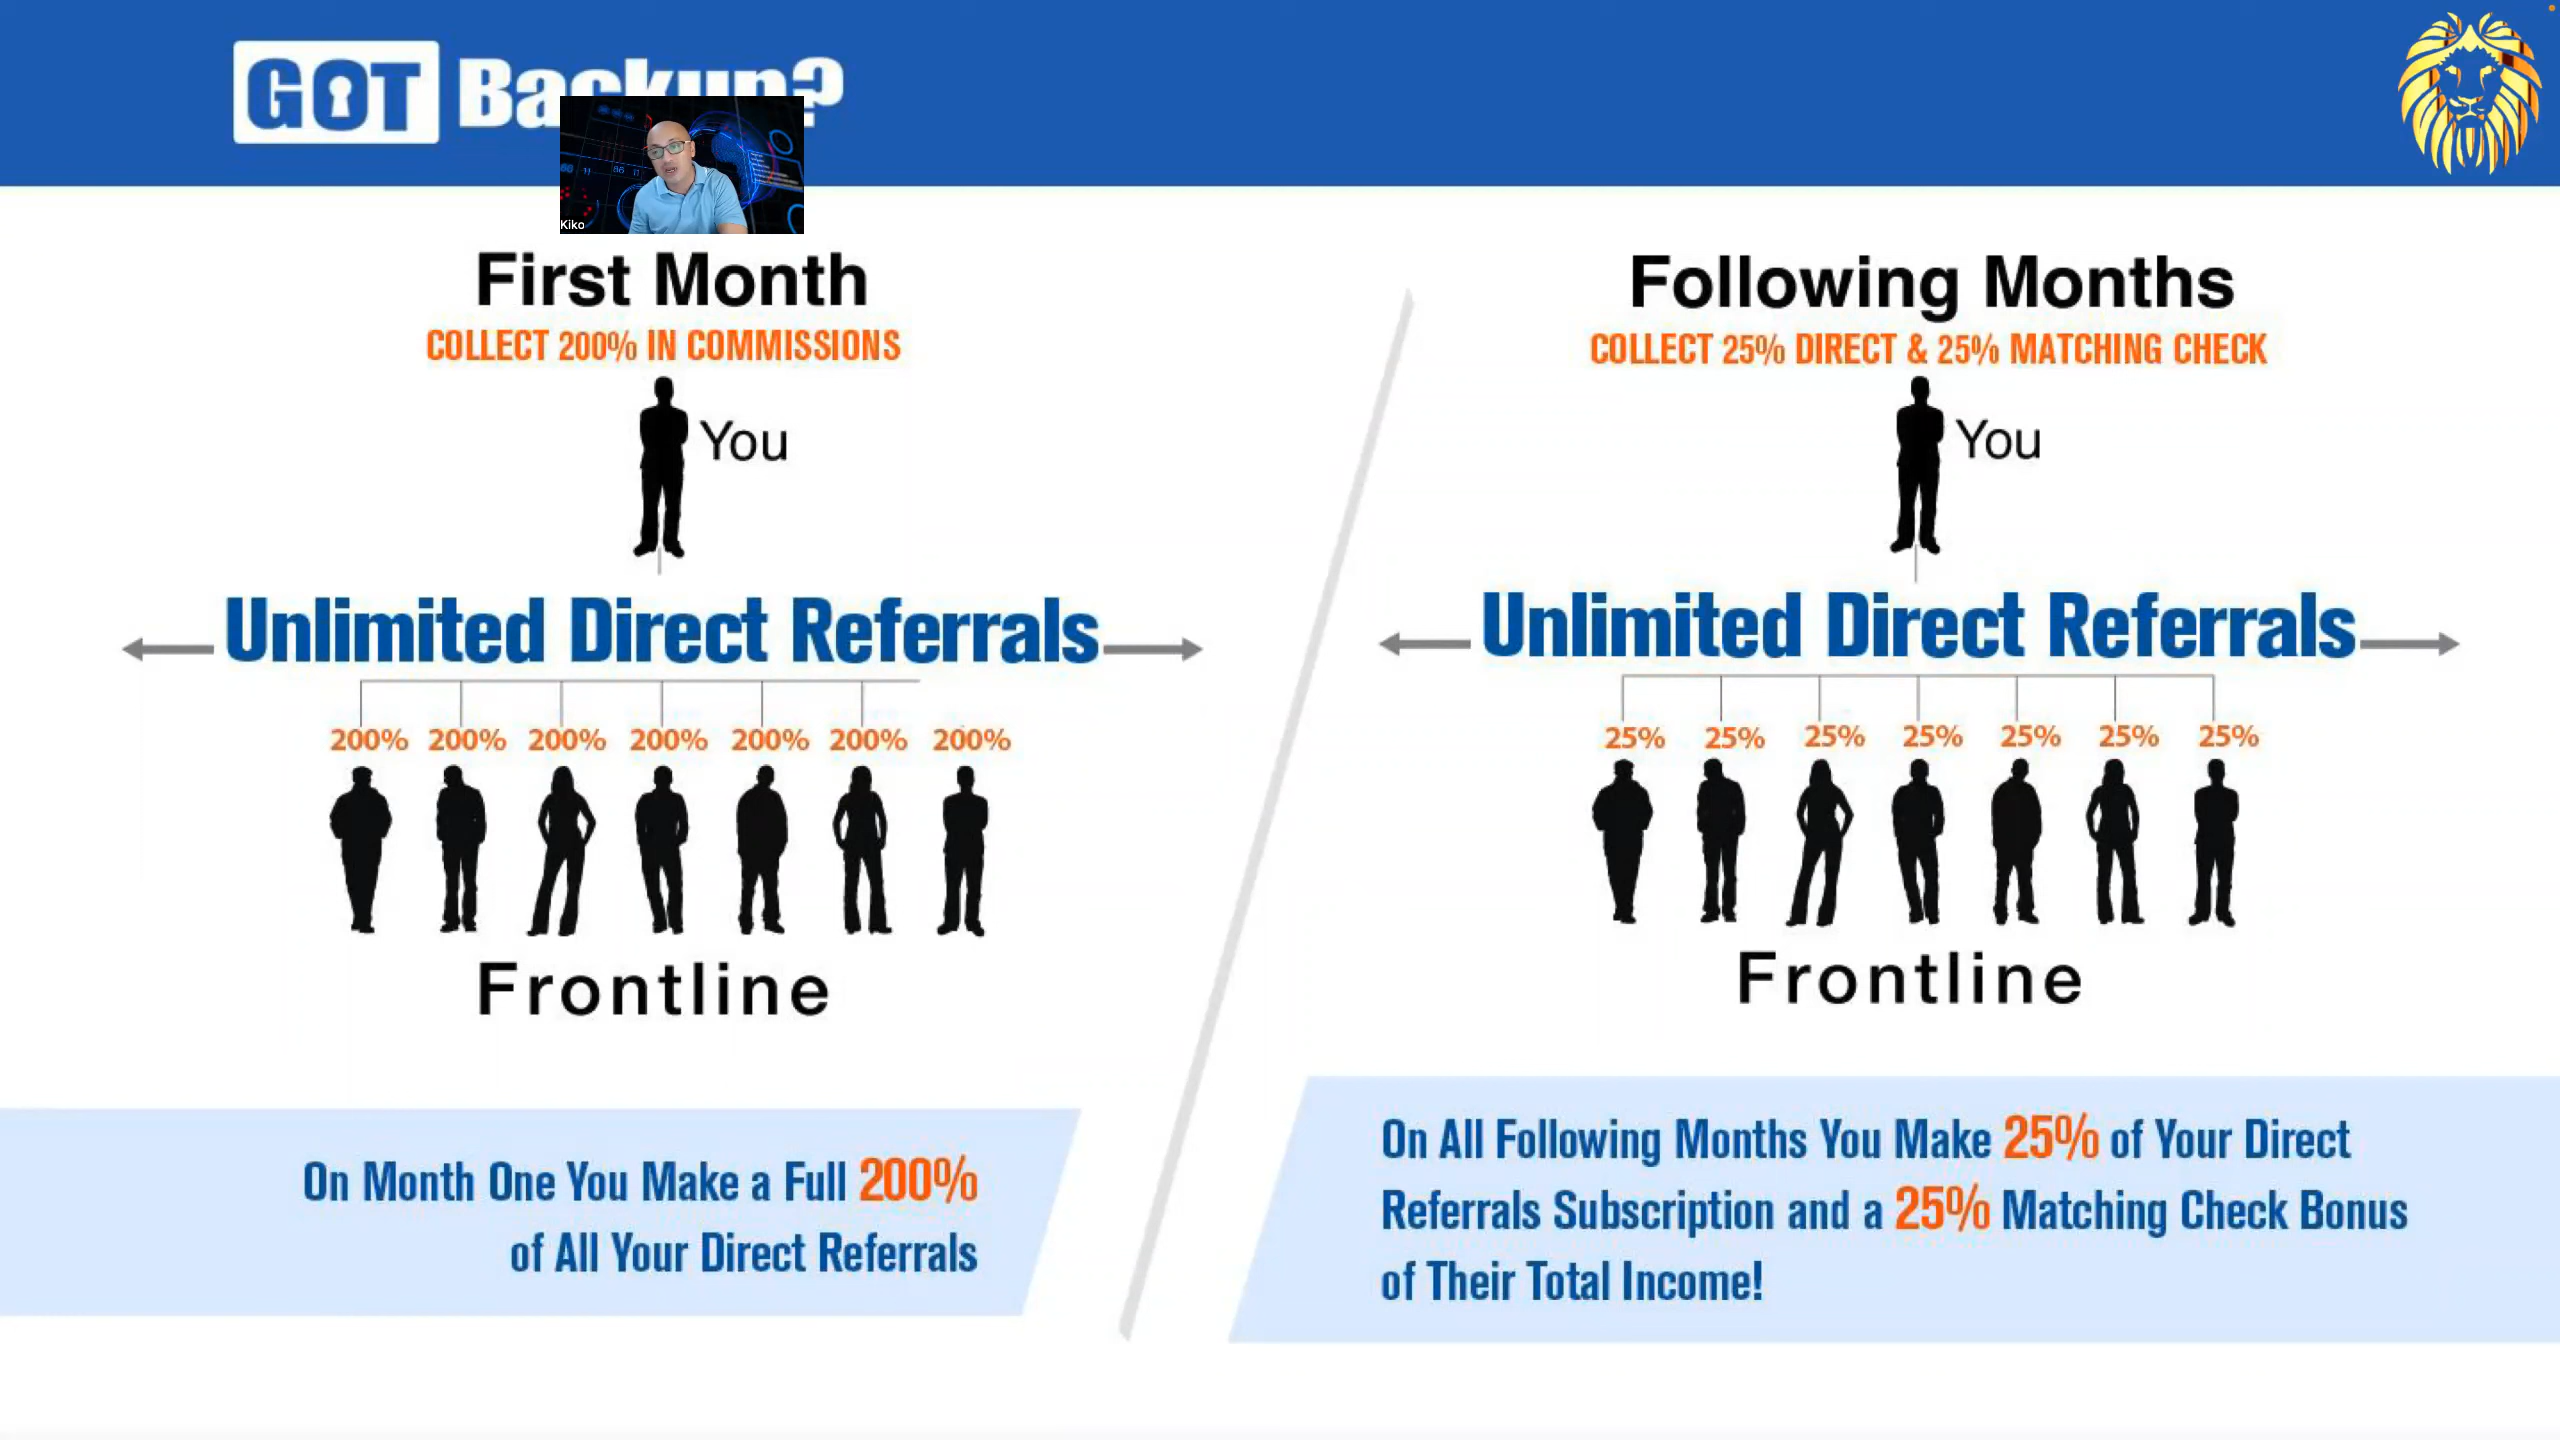 GOT Backup?
Kiko
First Month
COLLECT 200% IN COMMISSIONS
You
Unlimited Direct Referrals
200% 200% 200% 200% 200% 200% 200%
Frontline
On Month One You Make a Full 200%
of All Your Direct Referrals
Following Months
COLLECT 25% DIRECT & 25% MATCHING CHECK
You
Unlimited Direct Referrals
25% 25% 25% 25% 25% 25% 25%
Frontline
On All Following Months You Make 25% of Your Direct
Referrals Subscription and a 25% Matching Check Bonus
of Their Total Income!